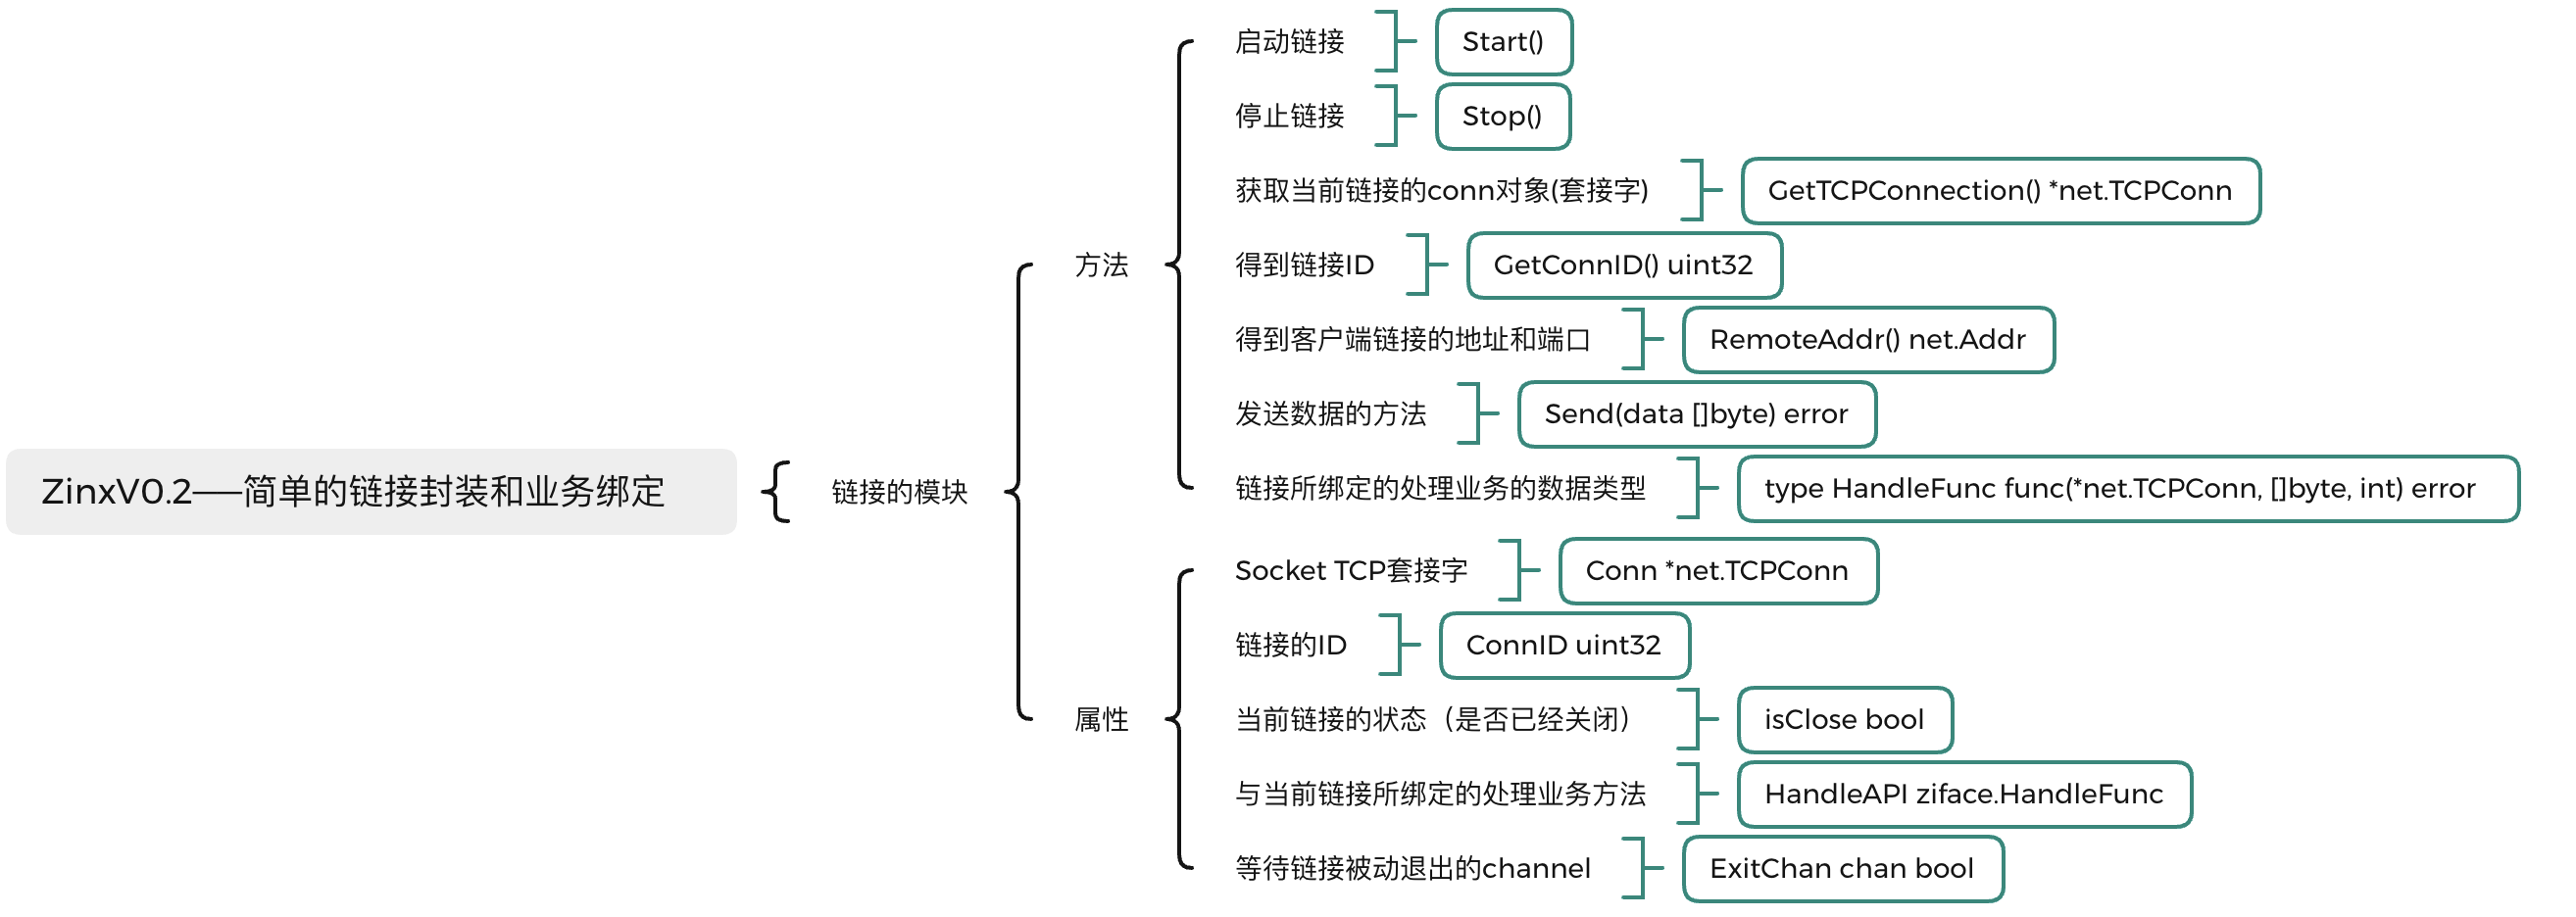 ZinxV0.2——简单的链接封装和业务绑定
链接的模块
方法
启动链接
Start()
停止链接
Stop()
获取当前链接的conn对象(套接字)
GetTCPConnection() *net.TCPConn
得到链接ID
GetConnID() uint32
得到客户端链接的地址和端口
RemoteAddr() net.Addr
发送数据的方法
Send(data []byte) error
链接所绑定的处理业务的数据类型
type HandleFunc func(*net.TCPConn, []byte, int) error
属性
Socket TCP套接字
Conn *net.TCPConn
链接的ID
ConnID uint32
当前链接的状态（是否已经关闭）
isClose bool
与当前链接所绑定的处理业务方法
HandleAPI ziface.HandleFunc
等待链接被动退出的channel
ExitChan chan bool